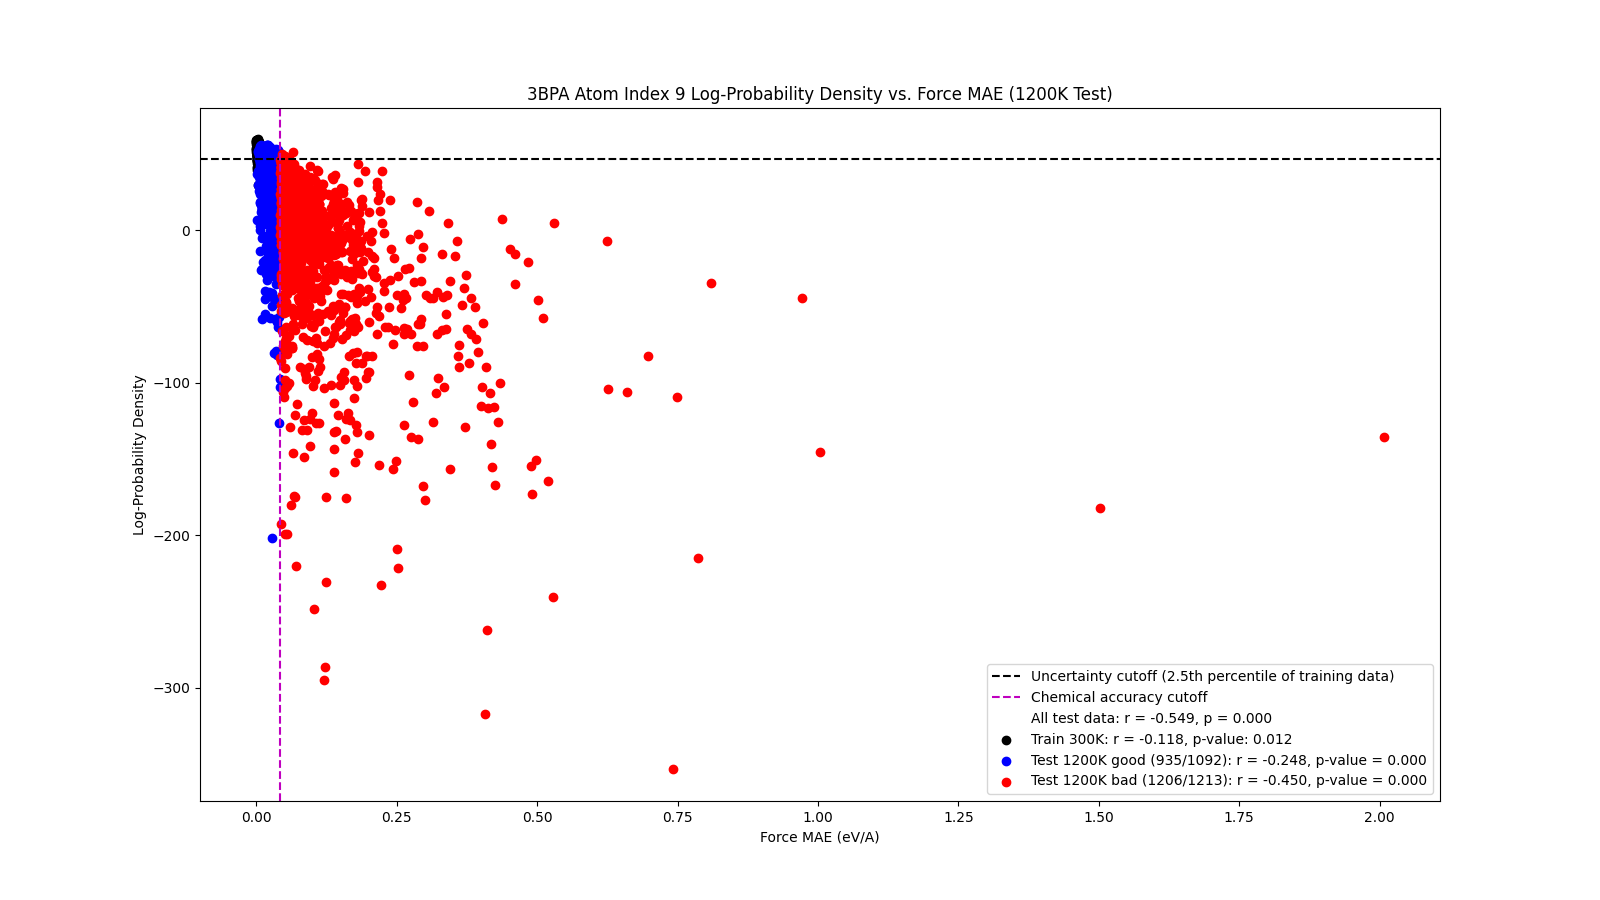 3BPA Atom Index 9 Log-Probability Density vs. Force MAE (1200K Test)
Log-Probability Density
0
−100
−200
−300
Uncertainty cutoff (2.5th percentile of training data)
Chemical accuracy cutoff
All test data: r = -0.549, p = 0.000
Train 300K: r = -0.118, p-value: 0.012
Test 1200K good (935/1092): r = -0.248, p-value = 0.000
Test 1200K bad (1206/1213): r = -0.450, p-value = 0.000
0.00 0.25 0.50 0.75 1.00 1.25 1.50 1.75 2.00
Force MAE (eV/A)